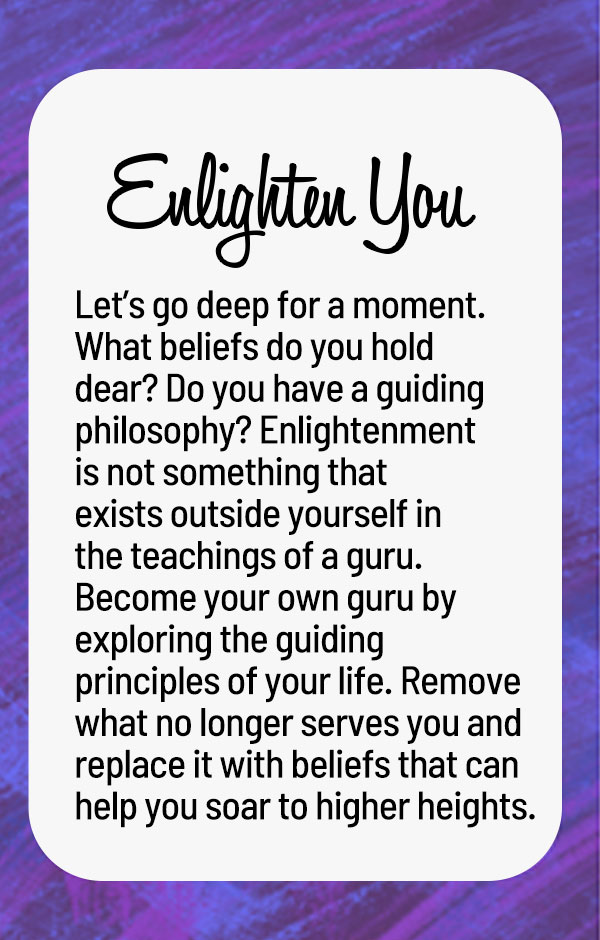 Enlighten You
Let’s go deep for a moment.
What beliefs do you hold
dear? Do you have a guiding
philosophy? Enlightenment
is not something that
exists outside yourself in
the teachings of a guru.
Become your own guru by
exploring the guiding
principles of your life. Remove
what no longer serves you and
replace it with beliefs that can
help you soar to higher heights.